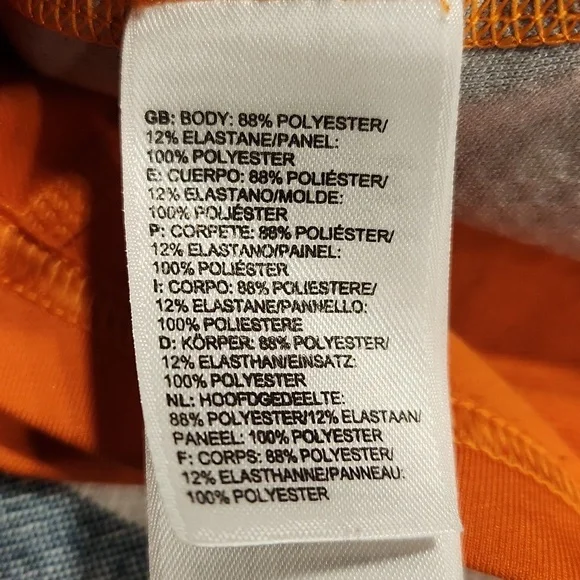 GB: BODY: 88% POLYESTER/
12% ELASTANE/PANEL:
100% POLYESTER
E: CUERPO: 88% POLIÉSTER/
12% ELASTANO/MOLDE:
100% POLIÉSTER
P: CORPETE: 88% POLIÉSTER/
12% ELASTANO/PAINEL:
100% POLIÉSTER
I: CORPO: 88% POLIESTERE/
12% ELASTANE/PANNELLO:
100% POLIESTERE
D: KÖRPER: 88% POLYESTER/
12% ELASTHAN/EINSATZ:
100% POLYESTER
NL: HOOFDGEDEELTE:
88% POLYESTER/12% ELASTAAN/
PANEEL: 100% POLYESTER
F: CORPS: 88% POLYESTER/
12% ELASTHANNE/PANNEAU:
100% POLYESTER